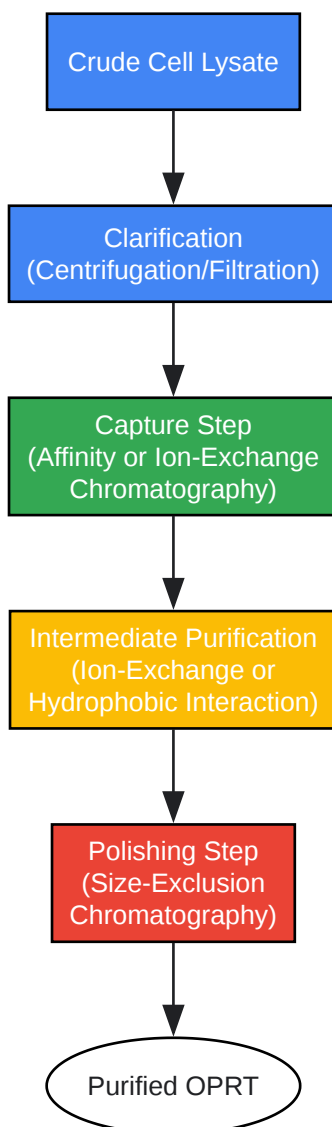 Crude Cell Lysate
Clarification
(Centrifugation/Filtration)
Capture Step
(Affinity or Ion-Exchange
Chromatography)
Intermediate Purification
(Ion-Exchange or
Hydrophobic Interaction)
Polishing Step
(Size-Exclusion
Chromatography)
Purified OPRT